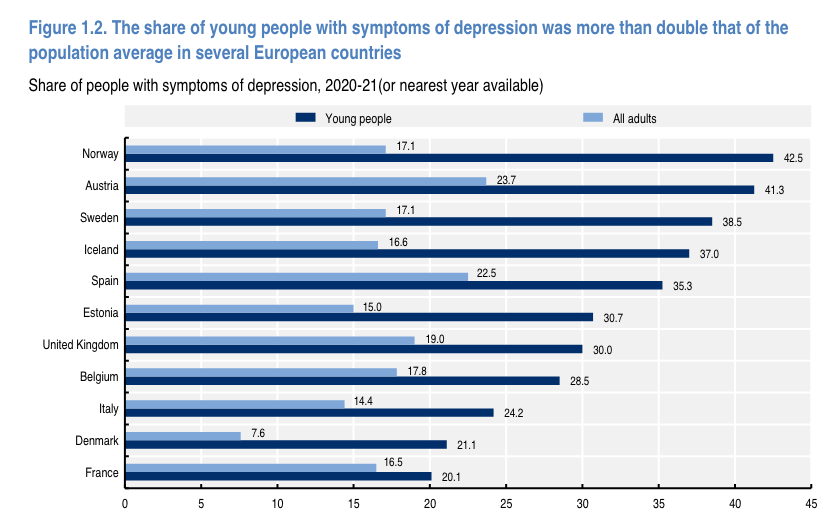 Figure 1.2. The share of young people with symptoms of depression was more than double that of the
population average in several European countries
Share of people with symptoms of depression, 2020-21(or nearest year available)
Young people All adults
Norway 17.1 42.5
Austria 23.7 41.3
Sweden 17.1 38.5
Iceland 16.6 37.0
Spain 22.5 35.3
Estonia 15.0 30.7
United Kingdom 19.0 30.0
Belgium 17.8 28.5
Italy 14.4 24.2
Denmark 7.6 21.1
France 16.5 20.1
0 5 10 15 20 25 30 35 40 45